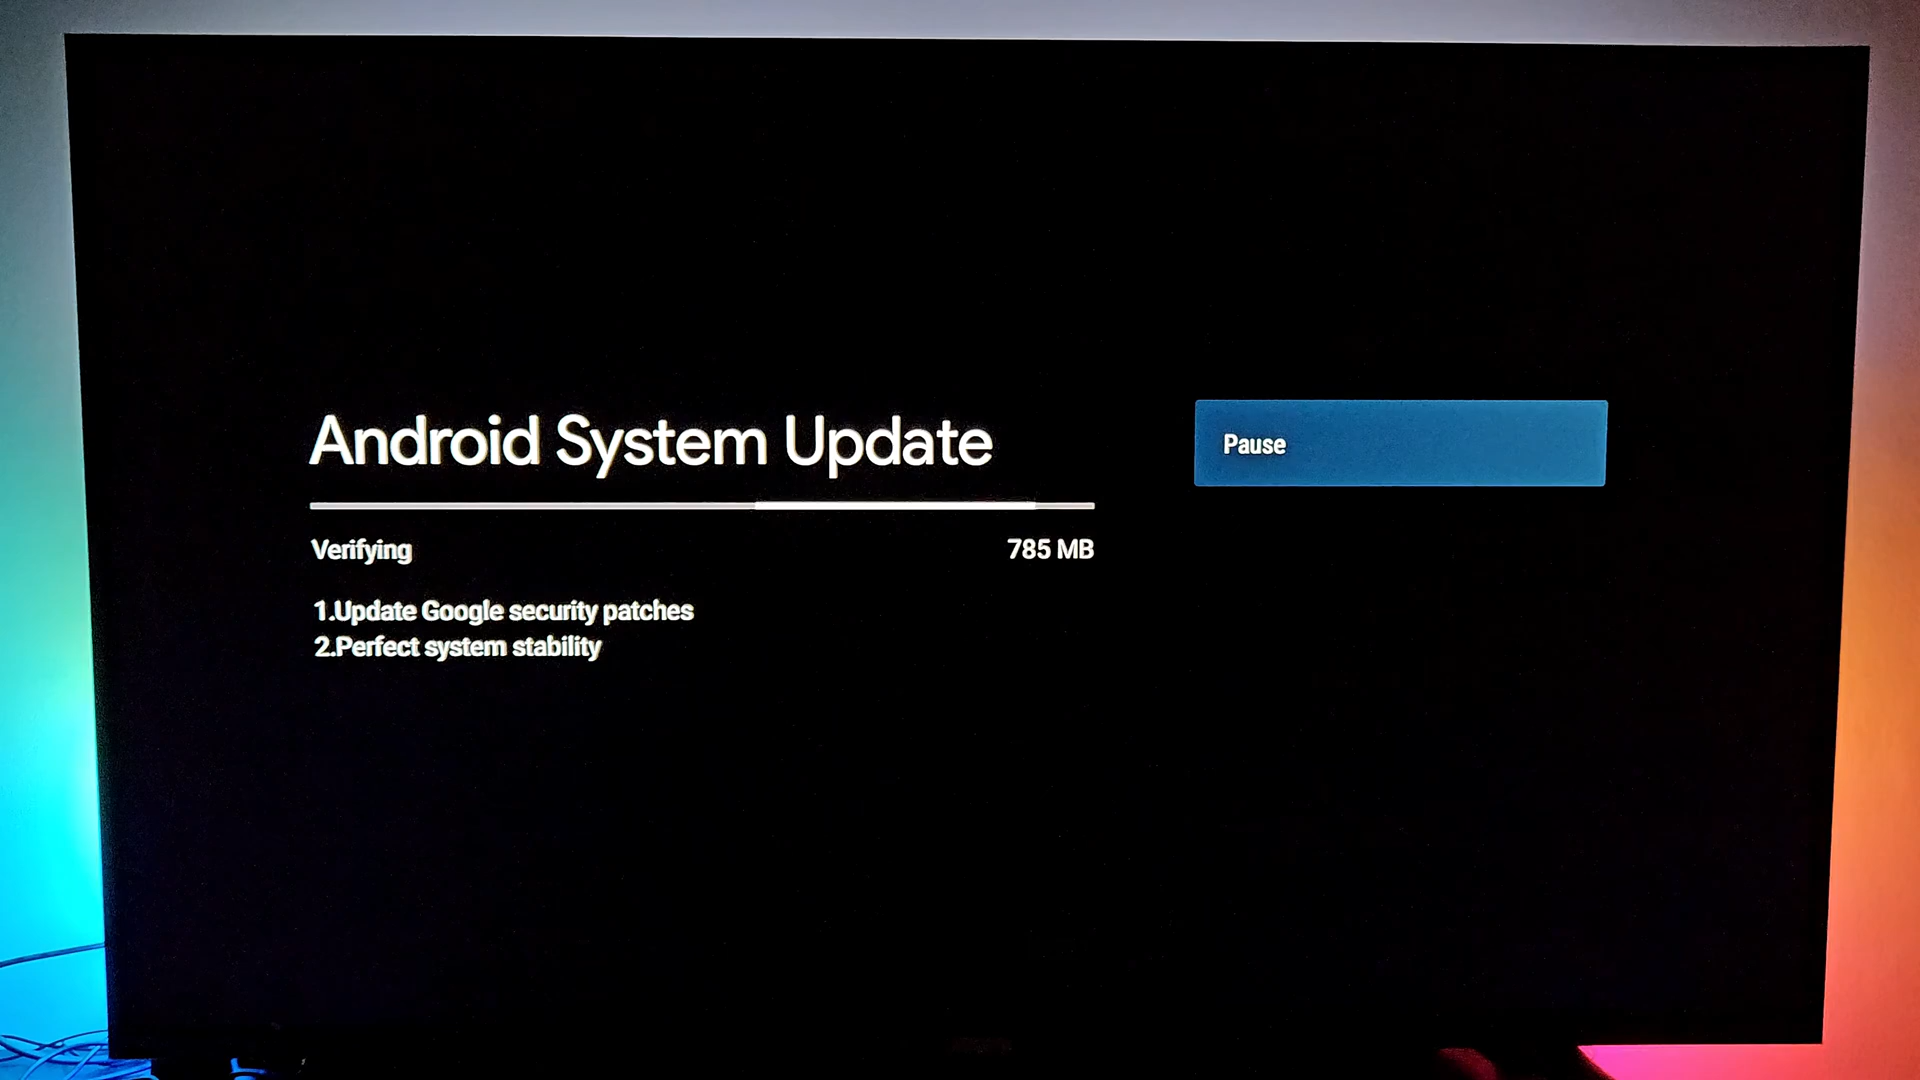 Android System Update
Pause
Verifying
785 MB
1.Update Google security patches
2.Perfect system stability